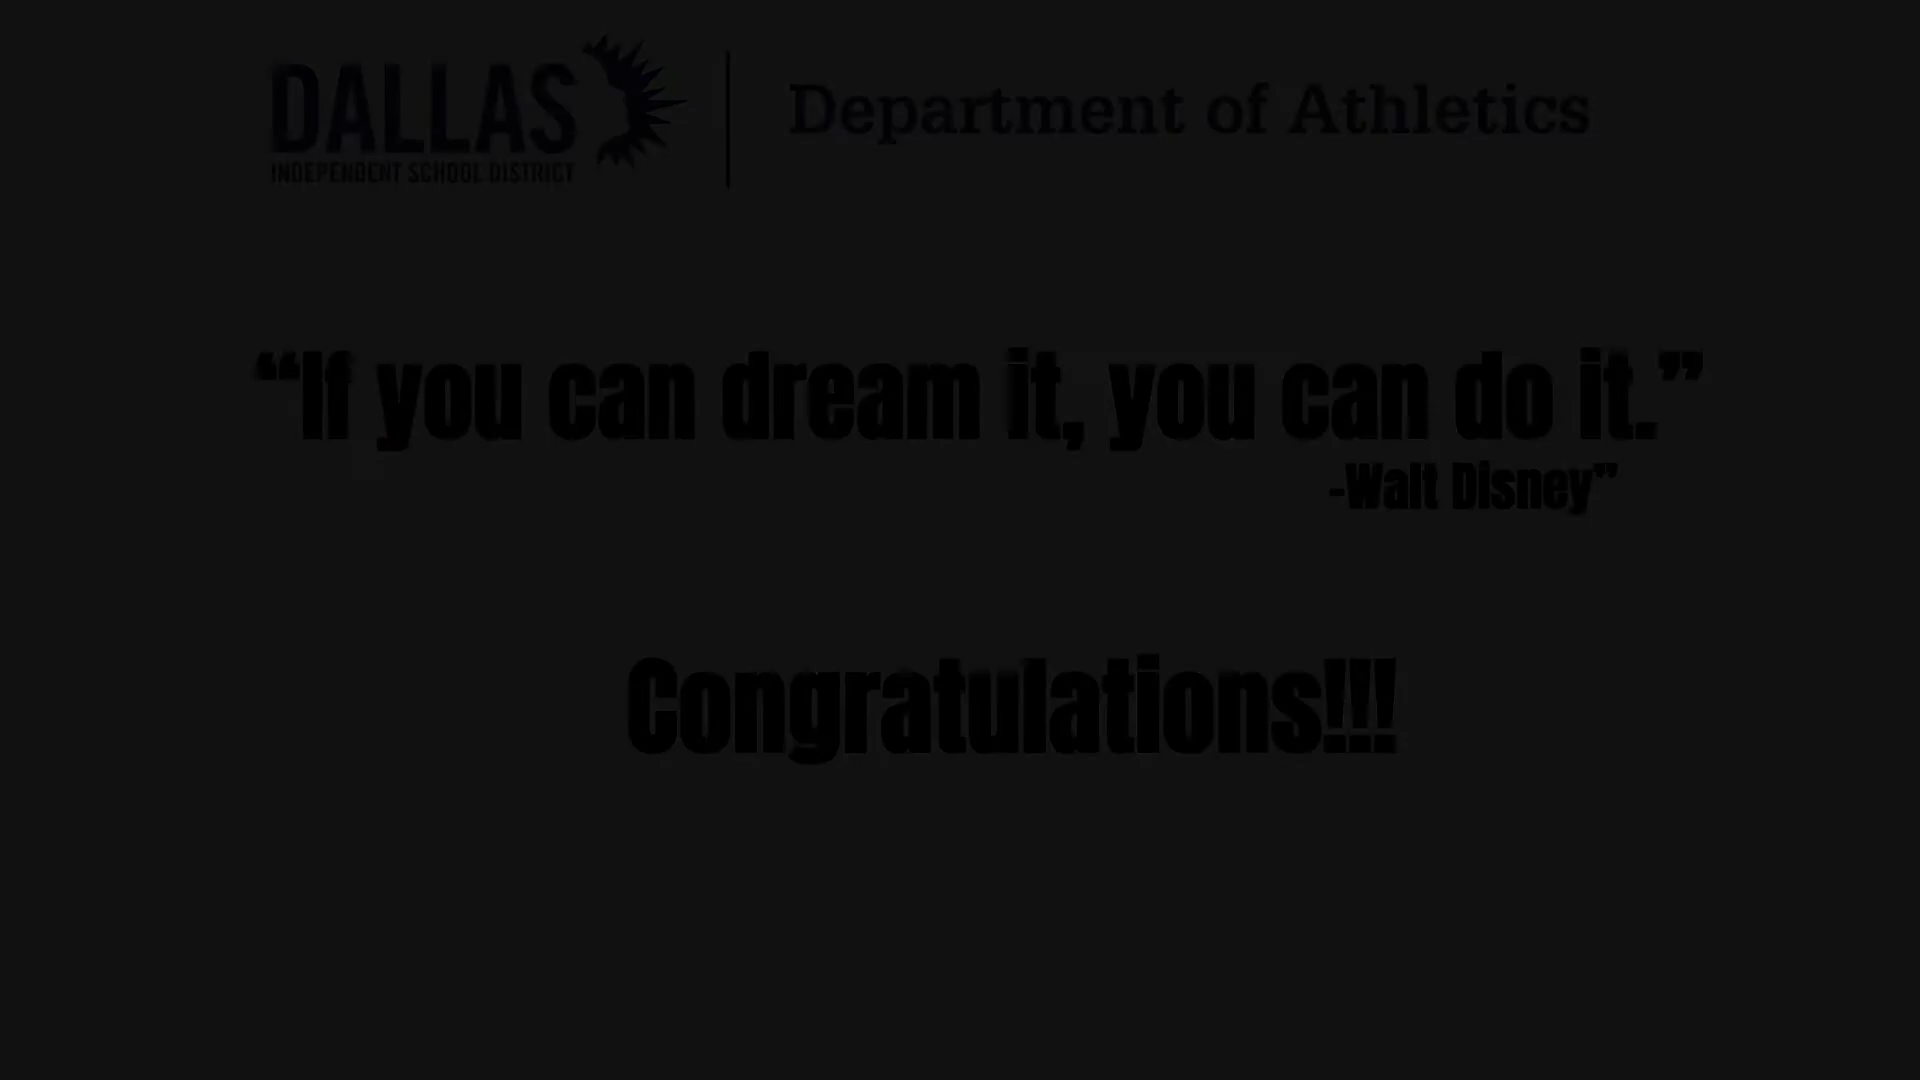 DALLAS
INDEPENDENT SCHOOL DISTRICT
Department of Athletics
“If you can dream it, you can do it.”
-Walt Disney”
Congratulations!!!